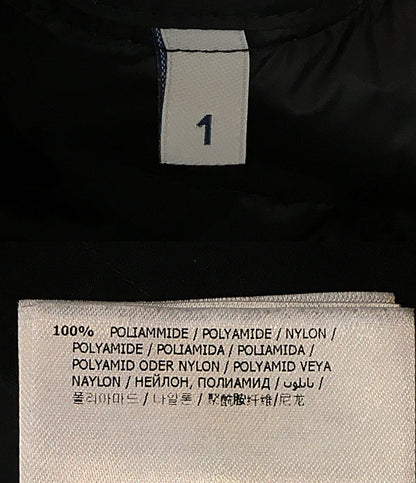 1
100% POLIAMMIDE / POLYAMIDE / NYLON /
POLYAMIDE / POLIAMIDA / POLIAMIDA /
POLYAMID ODER NYLON / POLYAMID VEYA
NAYLON / НЕЙЛОН, ПОЛИАМИД / نايلون /
폴리아마드 / 나일론 / 聚酰胺纤维/尼龙